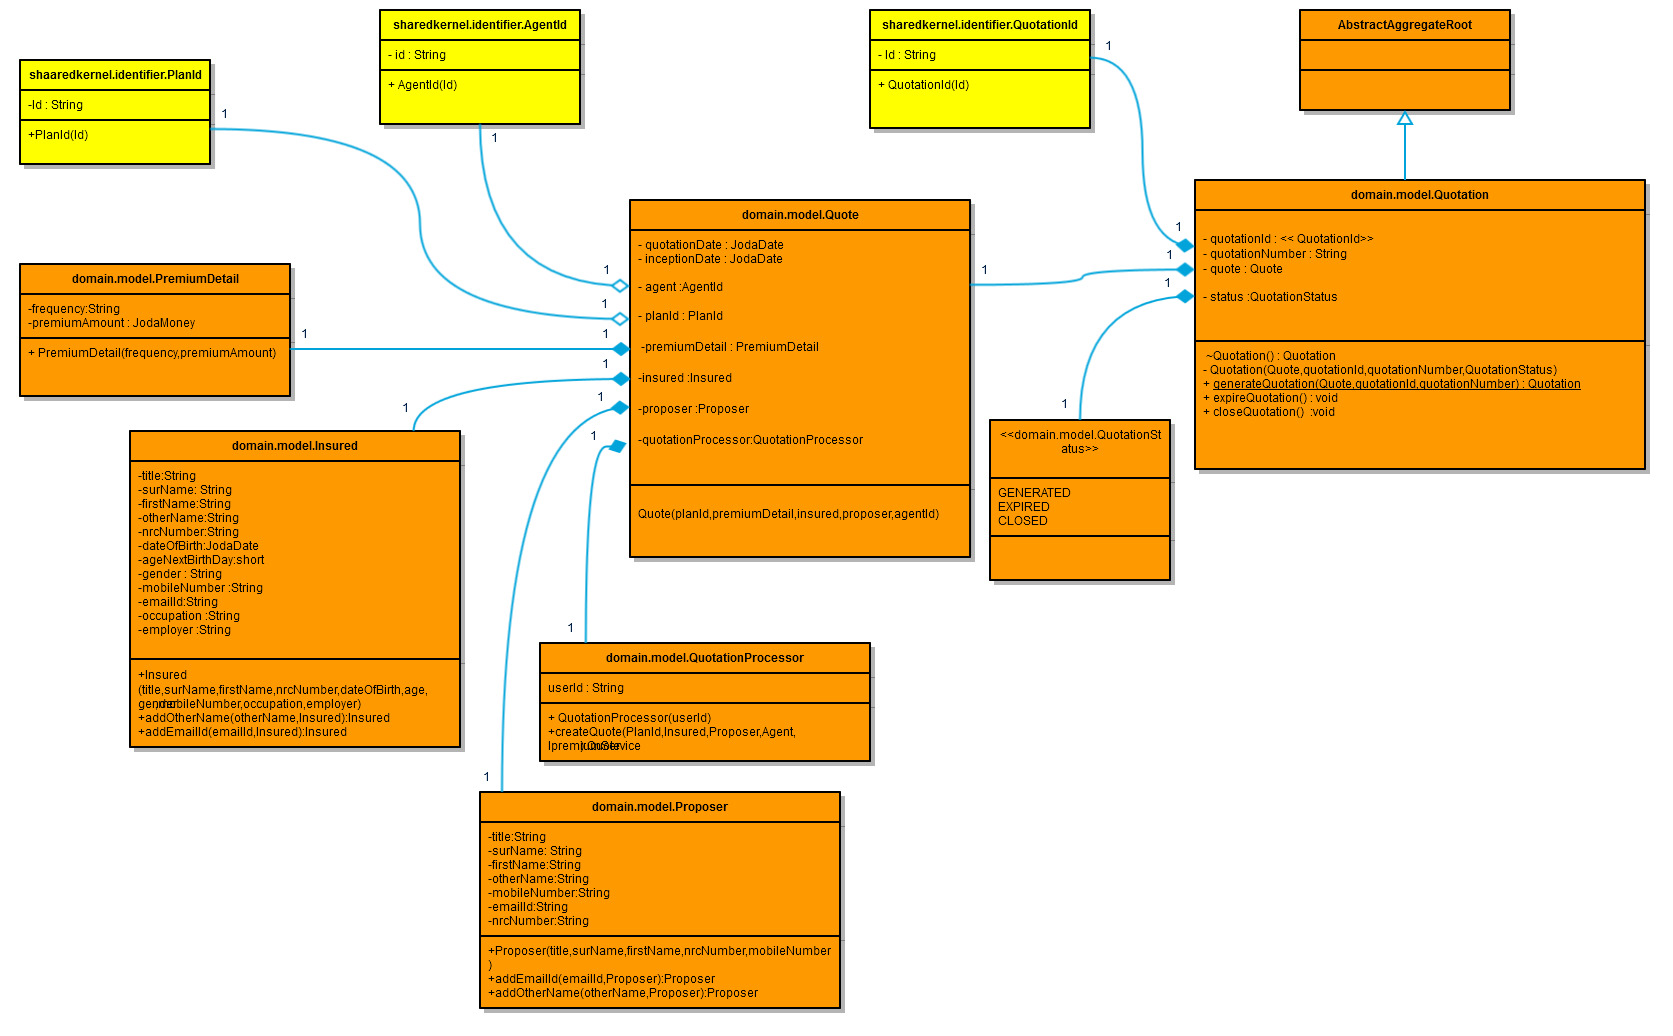 sharedkernel.identifier.AgentId
- id : String
+ AgentId(Id)
1
sharedkernel.identifier.QuotationId
- Id : String
+ QuotationId(Id)
1
AbstractAggregateRoot
shaaredkernel.identifier.PlanId
-Id : String
+PlanId(Id)
1
domain.model.Quotation
- quotationId : << QuotationId>>
- quotationNumber : String
- quote : Quote
- status :QuotationStatus
~Quotation() : Quotation
- Quotation(Quote,quotationId,quotationNumber,QuotationStatus)
+ generateQuotation(Quote,quotationId,quotationNumber) : Quotation
+ expireQuotation() : void
+ closeQuotation()  :void
1
1
1
domain.model.Quote
- quotationDate : JodaDate
- inceptionDate : JodaDate
- agent :AgentId
- planId : PlanId
-premiumDetail : PremiumDetail
-insured :Insured
-proposer :Proposer
-quotationProcessor:QuotationProcessor
Quote(planId,premiumDetail,insured,proposer,agentId)
1
1
1
1
1
1
1
domain.model.PremiumDetail
-frequency:String
-premiumAmount : JodaMoney
+ PremiumDetail(frequency,premiumAmount)
1
<<domain.model.QuotationSt
atus>>
GENERATED
EXPIRED
CLOSED
1
domain.model.Insured
-title:String
-surName: String
-firstName:String
-otherName:String
-nrcNumber:String
-dateOfBirth:JodaDate
-ageNextBirthDay:short
-gender : String
-mobileNumber :String
-emailId:String
-occupation :String
-employer :String
+Insured
(title,surName,firstName,nrcNumber,dateOfBirth,age,
mobileNumber,occupation,employer)
+addOtherName(otherName,Insured):Insured
+addEmailId(emailId,Insured):Insured
1
domain.model.QuotationProcessor
userId : String
+ QuotationProcessor(userId)
+createQuote(PlanId,Insured,Proposer,Agent,
1
domain.model.Proposer
-title:String
-surName: String
-firstName:String
-otherName:String
-mobileNumber:String
-emailId:String
-nrcNumber:String
+Proposer(title,surName,firstName,nrcNumber,mobileNumber
)
+addEmailId(emailId,Proposer):Proposer
+addOtherName(otherName,Proposer):Proposer
1